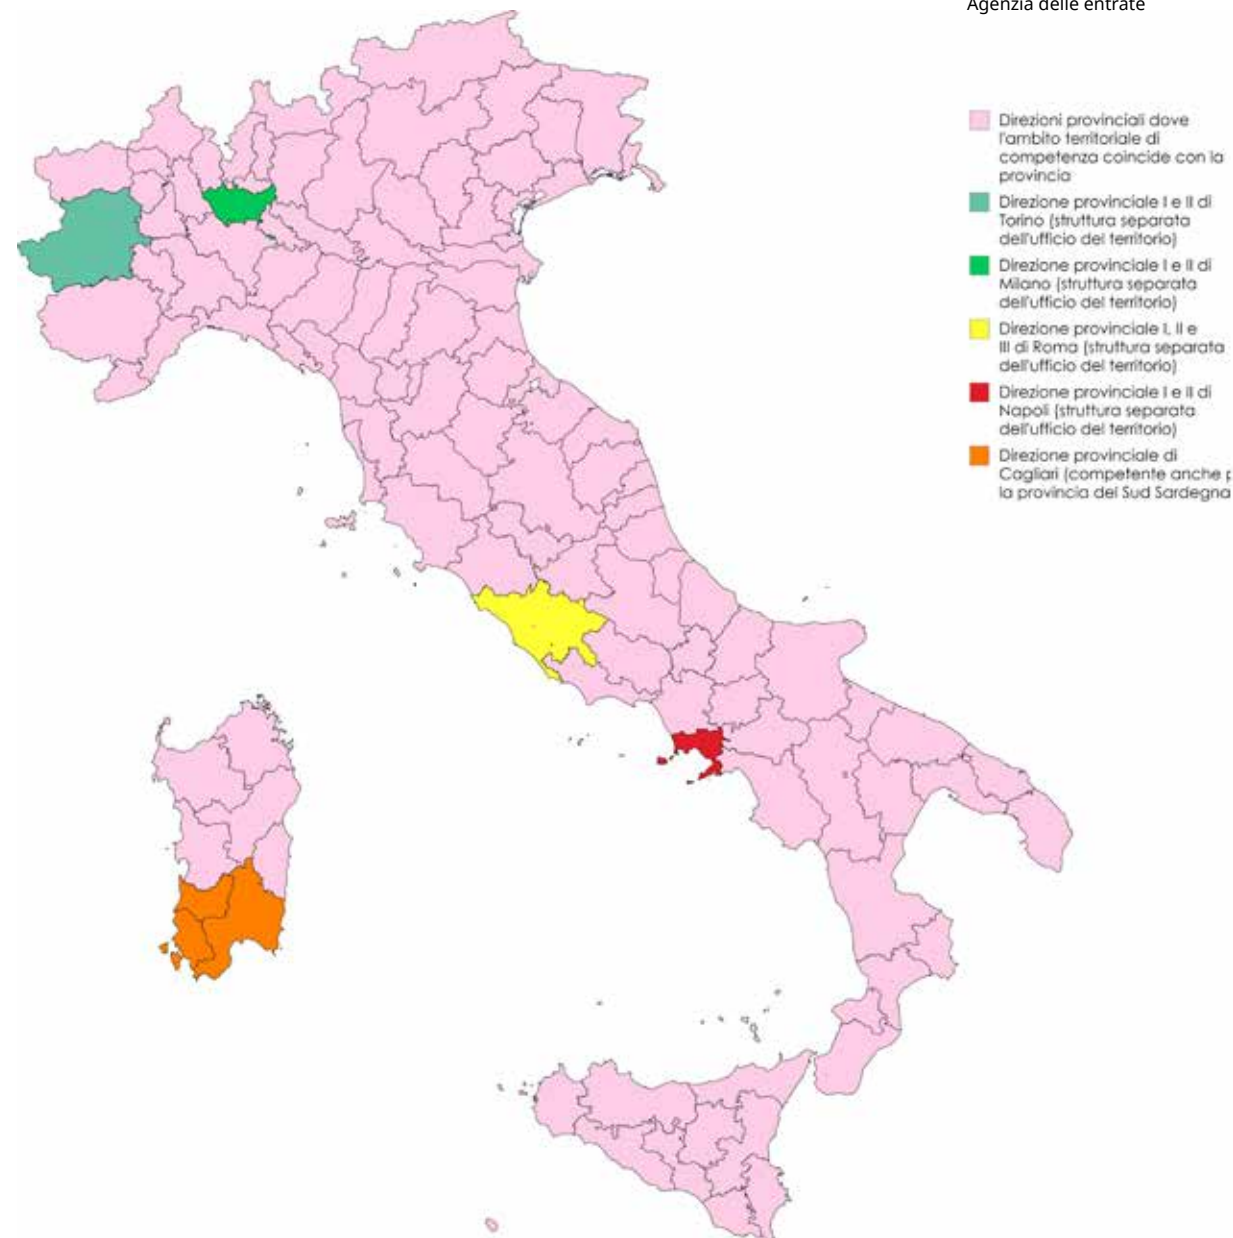 Agenzia delle entrate
Direzioni provinciali dove
l'ambito territoriale di
competenza coincide con la
provincia
Direzione provinciale I e II di
Torino (struttura separata
dell'ufficio del territorio)
Direzione provinciale I e II di
Milano (struttura separata
dell'ufficio del territorio)
Direzione provinciale I, II e
III di Roma (struttura separata
dell'ufficio del territorio)
Direzione provinciale I e II di
Napoli (struttura separata
dell'ufficio del territorio)
Direzione provinciale di
Cagliari (competente anche
la provincia del Sud Sardegna